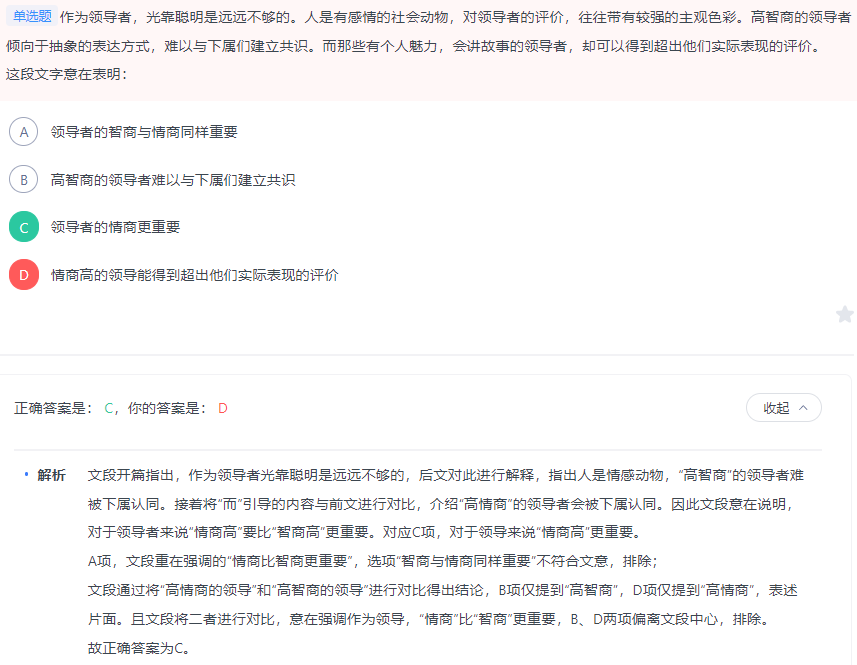 单选题 作为领导者，光靠聪明是远远不够的。人是有感情的社会动物，对领导者的评价，往往带有较强的主观色彩。高智商的领导者
倾向于抽象的表达方式，难以与下属们建立共识。而那些有个人魅力，会讲故事的领导者，却可以得到超出他们实际表现的评价。
这段文字意在表明：
A 领导者的智商与情商同样重要
B 高智商的领导者难以与下属们建立共识
C 领导者的情商更重要
D 情商高的领导能得到超出他们实际表现的评价
正确答案是： C，你的答案是： D
收起
解析 文段开篇指出，作为领导者光靠聪明是远远不够的，后文对此进行解释，指出人是情感动物，“高智商”的领导者难
被下属认同。接着将“而”引导的内容与前文进行对比，介绍“高情商”的领导者会被下属认同。因此文段意在说明，
对于领导者来说“情商高”要比“智商高”更重要。对应C项，对于领导来说“情商高”更重要。
A项，文段重在强调的“情商比智商更重要”，选项“智商与情商同样重要”不符合文意，排除；
文段通过将“高情商的领导”和“高智商的领导”进行对比得出结论，B项仅提到“高智商”，D项仅提到“高情商”，表述
片面。且文段将二者进行对比，意在强调作为领导，“情商”比“智商”更重要，B、D两项偏离文段中心，排除。
故正确答案为C。